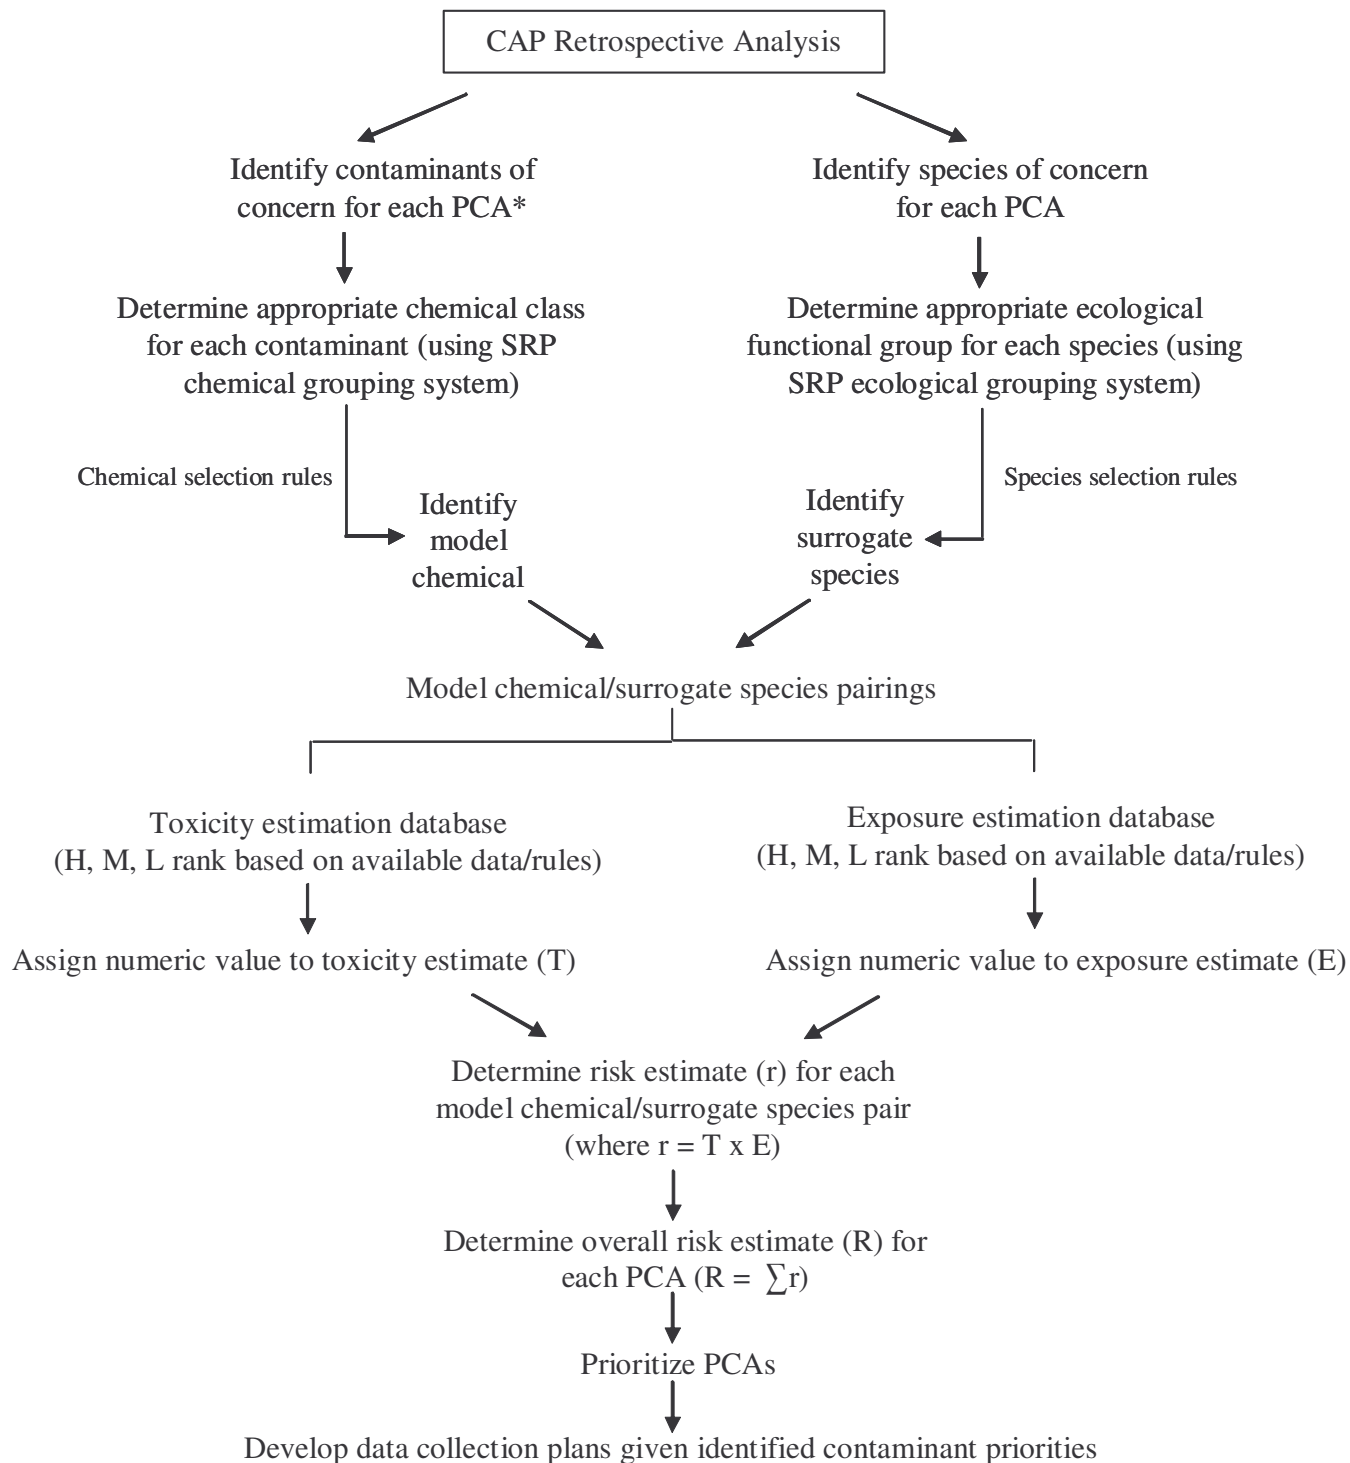 CAP Retrospective Analysis
Identify contaminants of
concern for each PCA*
Identify species of concern
for each PCA
Determine appropriate chemical class
for each contaminant (using SRP
chemical grouping system)
Determine appropriate ecological
functional group for each species (using
SRP ecological grouping system)
Chemical selection rules
Identify
model
chemical
Identify
surrogate
species
Species selection rules
Model chemical/surrogate species pairings
Toxicity estimation database
(H, M, L rank based on available data/rules)
Exposure estimation database
(H, M, L rank based on available data/rules)
Assign numeric value to toxicity estimate (T)
Assign numeric value to exposure estimate (E)
Determine risk estimate (r) for each
model chemical/surrogate species pair
(where r = T x E)
Determine overall risk estimate (R) for
each PCA (R = ∑r)
Prioritize PCAs
Develop data collection plans given identified contaminant priorities